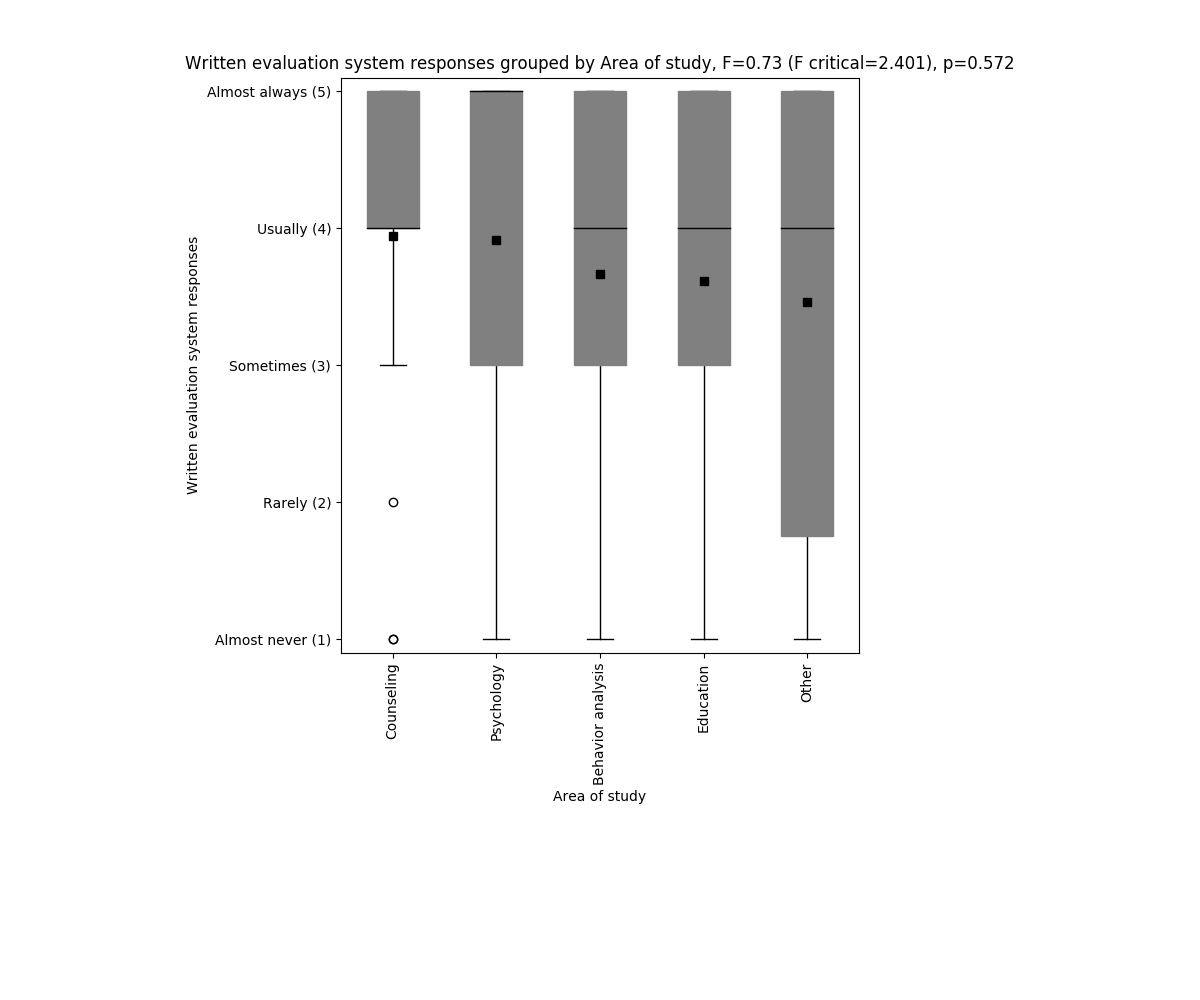 Written evaluation system responses grouped by Area of study, F=0.73 (F critical=2.401), p=0.572
Almost always (5)
Usually (4)
Sometimes (3)
Rarely (2)
Almost never (1)
Written evaluation system responses
Counseling
Psychology
Behavior analysis
Education
Other
Area of study